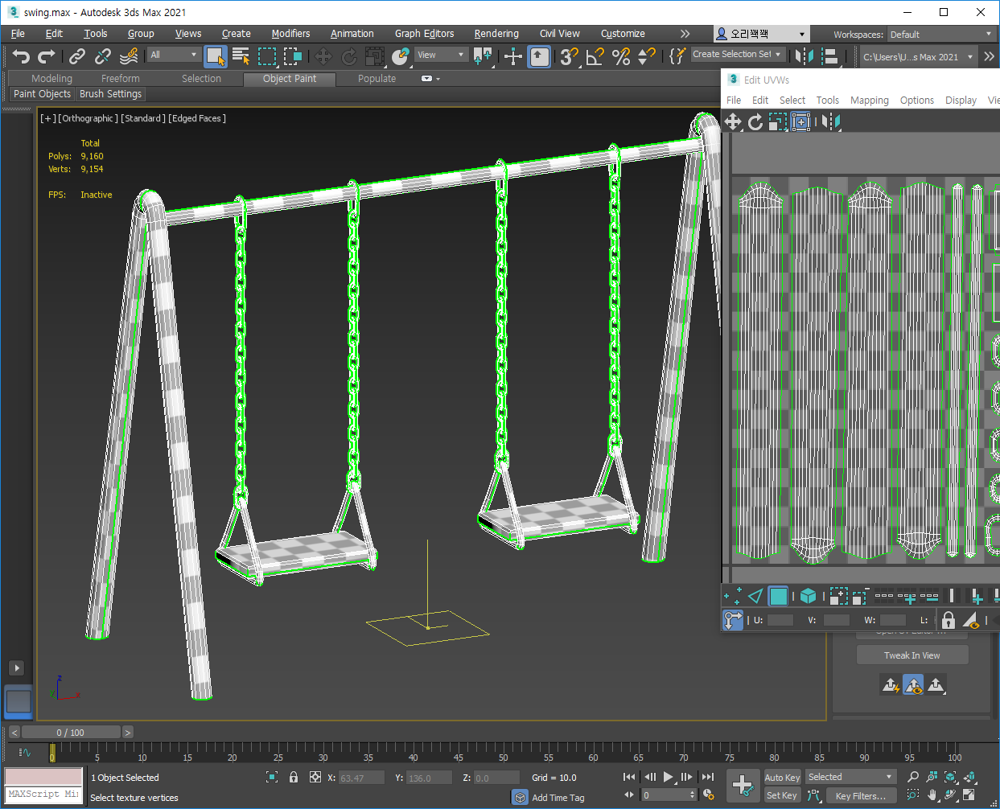 3 swing.max - Autodesk 3ds Max 2021
File Edit Tools Group Views Create Modifiers Animation Graph Editors Rendering Civil View Customize 오리꽥꽥 Workspaces: Default
All View Create Selection Set C:\Users\U...s Max 2021
Modeling Freeform Selection Object Paint Populate
Paint Objects Brush Settings
3 Edit UVWs
File Edit Select Tools Mapping Options Display
[+] [Orthographic] [Standard] [Edged Faces]
Total
Polys: 9,160
Verts: 9,154
FPS: Inactive
U: V: W: L:
Tweak In View
z
y
x
< 0 / 100 >
0 5 10 15 20 25 30 35 40 45 50 55 60 65 70 75 80 85 90 95 100
1 Object Selected X: 63.47 Y: 136.0 Z: 0.0 Grid = 10.0 Auto Key Selected
MAXScript Mi
Select texture vertices Add Time Tag 0 Set Key Key Filters...